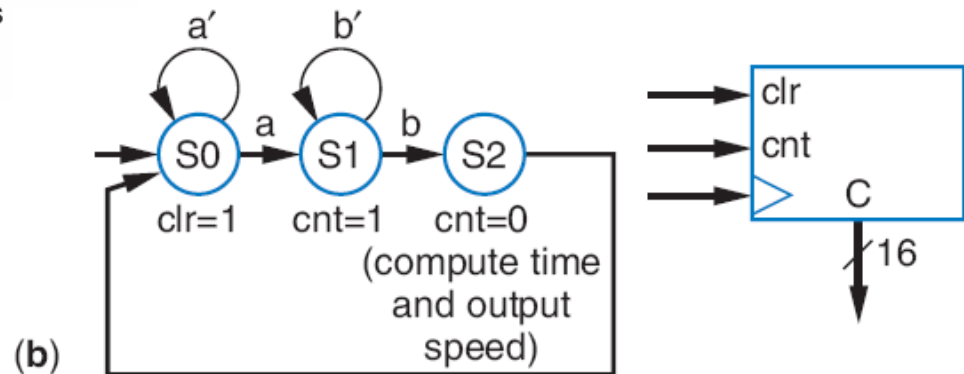 s
a′
b′
a
b
S0
S1
S2
clr=1
cnt=1
cnt=0
(compute time
and output
speed)
clr
cnt
C
16
(b)